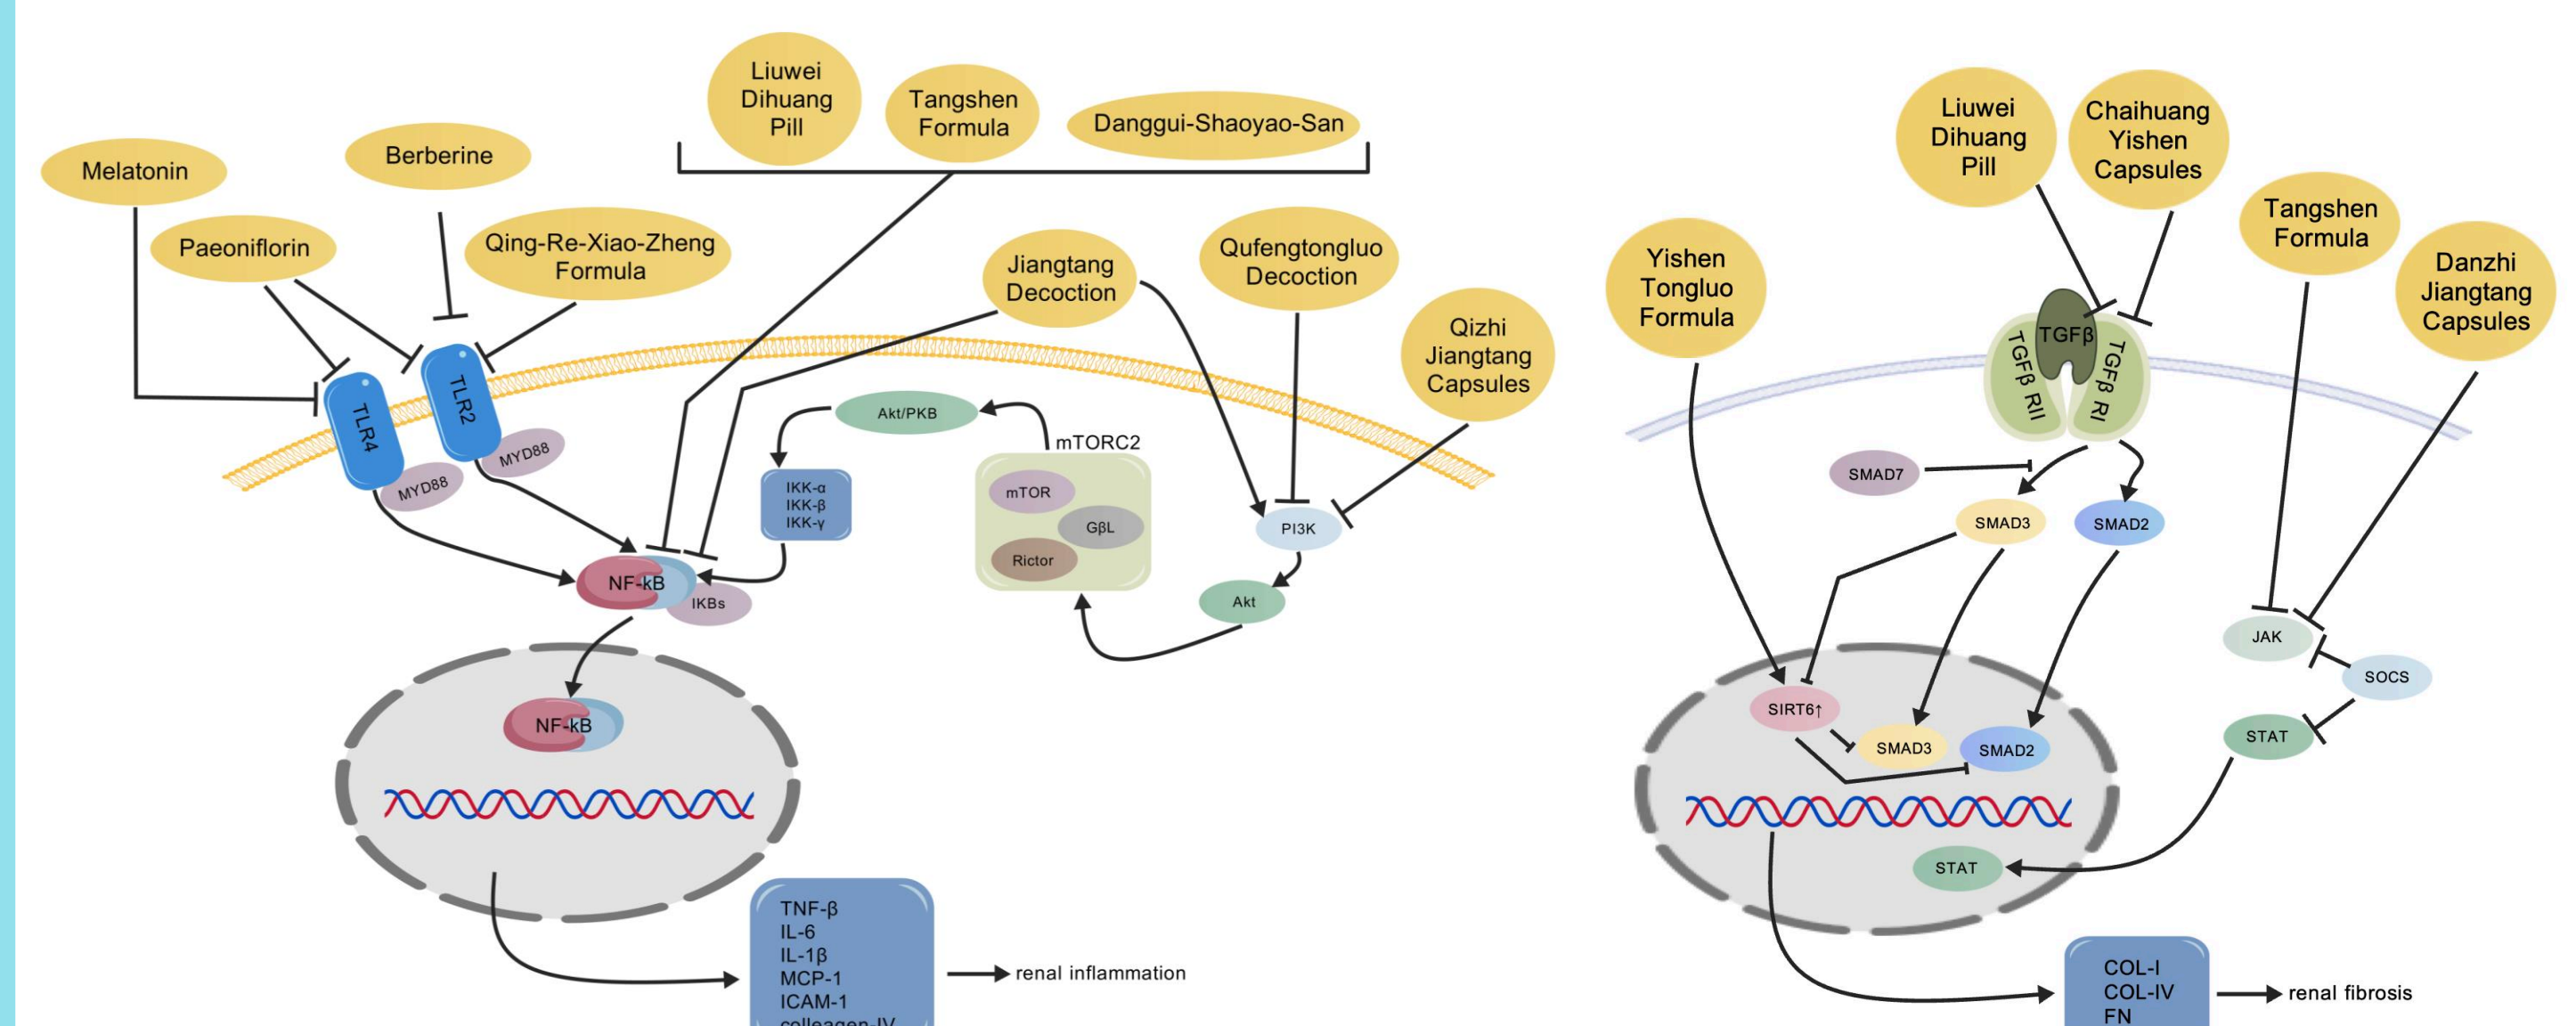 Liuwei
Dihuang
Pill
Tangshen
Formula
Danggui-Shaoyao-San
Melatonin
Berberine
Paeoniflorin
Qing-Re-Xiao-Zheng
Formula
Jiangtang
Decoction
Qufengtongluo
Decoction
Qizhi
Jiangtang
Capsules
TLR4
TLR2
MYD88
MYD88
Akt/PKB
mTORC2
IKK-α
IKK-β
IKK-γ
mTOR
GβL
Rictor
PI3K
Akt
NF-kB
IKBs
NF-kB
TNF-β
IL-6
IL-1β
MCP-1
ICAM-1
colleagen-IV
renal inflammation
Liuwei
Dihuang
Pill
Chaihuang
Yishen
Capsules
Tangshen
Formula
Danzhi
Jiangtang
Capsules
Yishen
Tongluo
Formula
TGFβ
TGFβ RII
TGFβ RI
SMAD7
SMAD3
SMAD2
JAK
SOCS
STAT
SIRT6↑
SMAD3
SMAD2
STAT
COL-I
COL-IV
FN
renal fibrosis